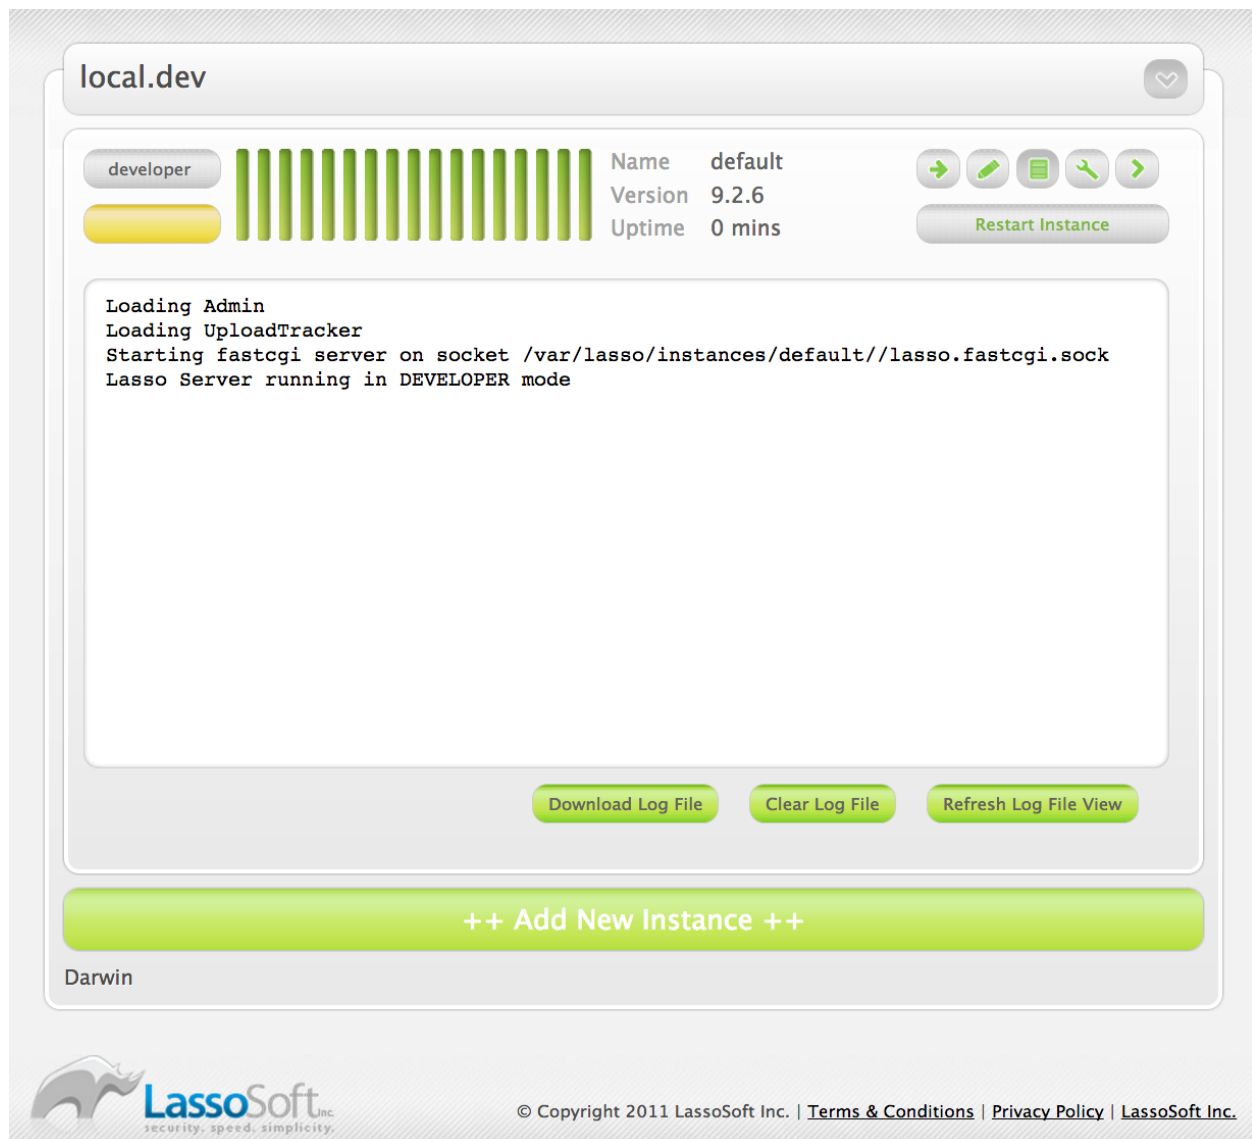 local.dev
developer
Name default
Version 9.2.6
Uptime 0 mins
Restart Instance
Loading Admin
Loading UploadTracker
Starting fastcgi server on socket /var/lasso/instances/default//lasso.fastcgi.sock
Lasso Server running in DEVELOPER mode
Download Log File
Clear Log File
Refresh Log File View
++ Add New Instance ++
Darwin
LassoSoft Inc.
security. speed. simplicity.
© Copyright 2011 LassoSoft Inc. | Terms & Conditions | Privacy Policy | LassoSoft Inc.